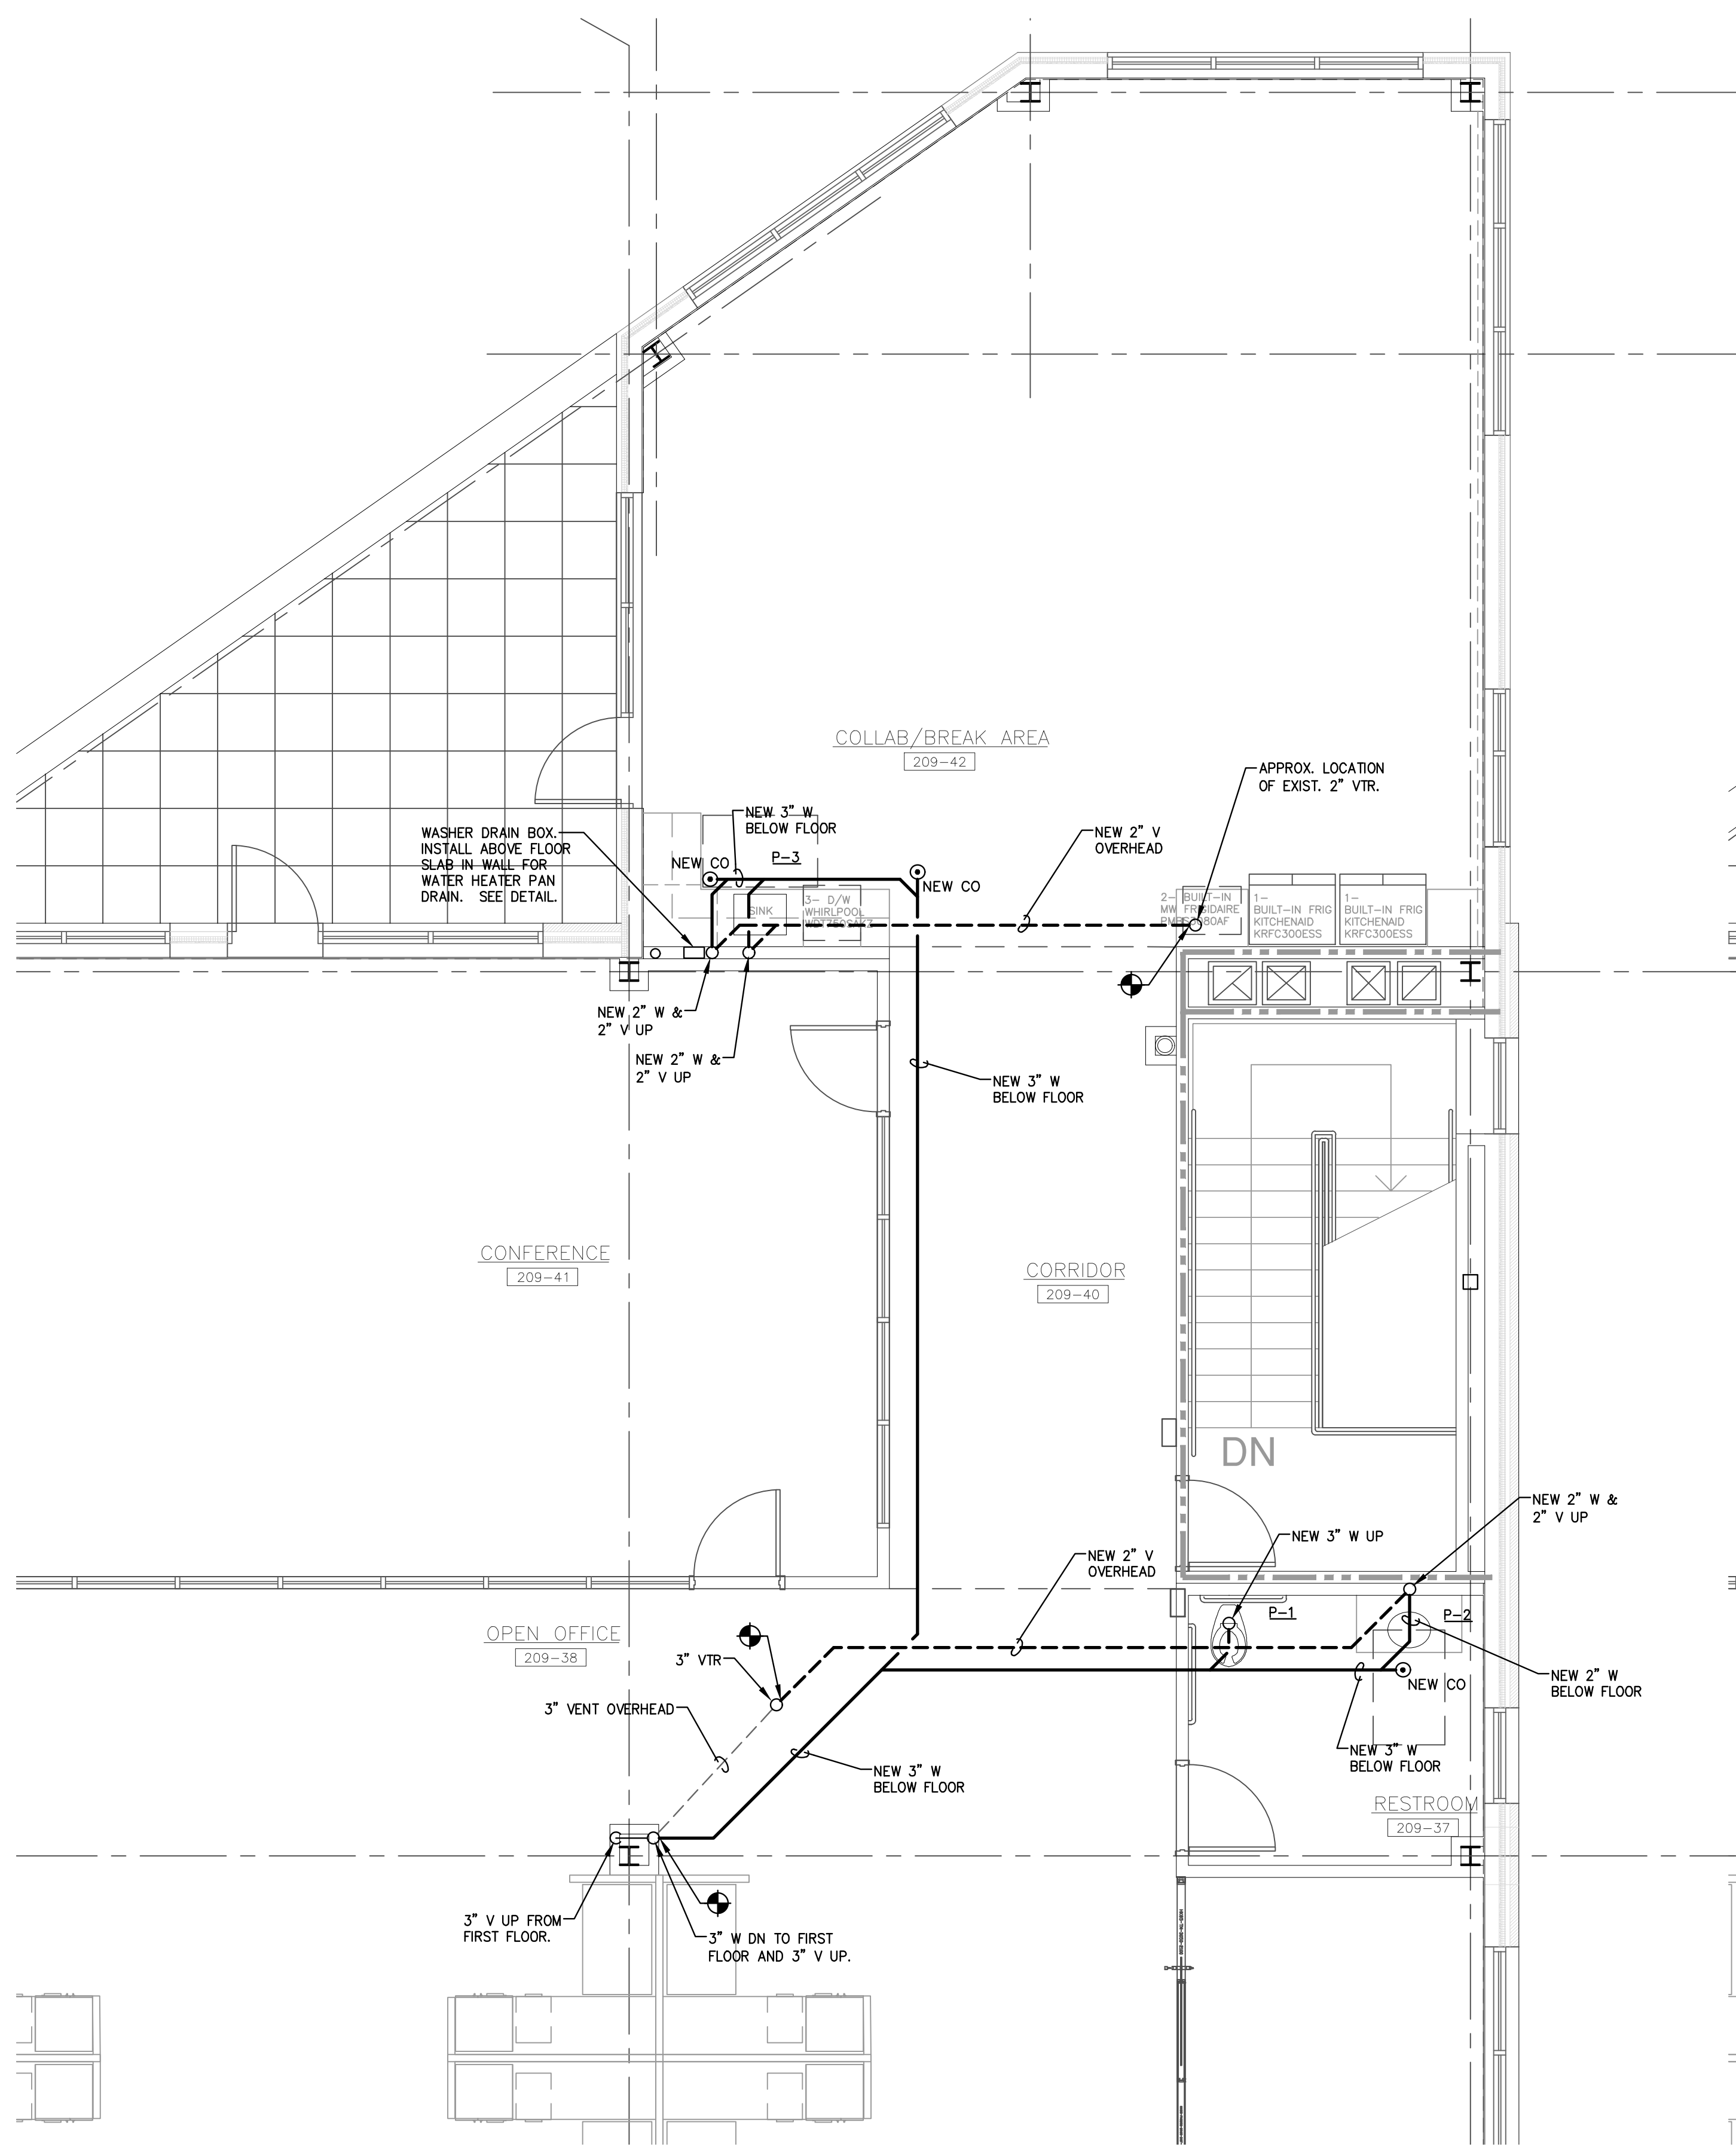 COLLAB/BREAK AREA
209-42
APPROX. LOCATION
OF EXIST. 2" VTR.
NEW 3" W
BELOW FLOOR
WASHER DRAIN BOX.
INSTALL ABOVE FLOOR
SLAB IN WALL FOR
WATER HEATER PAN
DRAIN. SEE DETAIL.
NEW 2" V
OVERHEAD
P-3
NEW CO
NEW CO
SINK
3- D/W
WHIRLPOOL
WDT750SAKZ
2- BUILT-IN
MW FRIGIDAIRE
1-
BUILT-IN FRIG
KITCHENAID
KRFC300ESS
1-
BUILT-IN FRIG
KITCHENAID
KRFC300ESS
NEW 2" W &
2" V UP
NEW 2" W &
2" V UP
NEW 3" W
BELOW FLOOR
CONFERENCE
209-41
CORRIDOR
209-40
DN
NEW 2" W &
2" V UP
NEW 3" W UP
NEW 2" V
OVERHEAD
P-1
P-2
OPEN OFFICE
209-38
3" VTR
NEW CO
NEW 2" W
BELOW FLOOR
3" VENT OVERHEAD
NEW 3" W
BELOW FLOOR
NEW 3" W
BELOW FLOOR
RESTROOM
209-37
3" V UP FROM
FIRST FLOOR.
3" W DN TO FIRST
FLOOR AND 3" V UP.